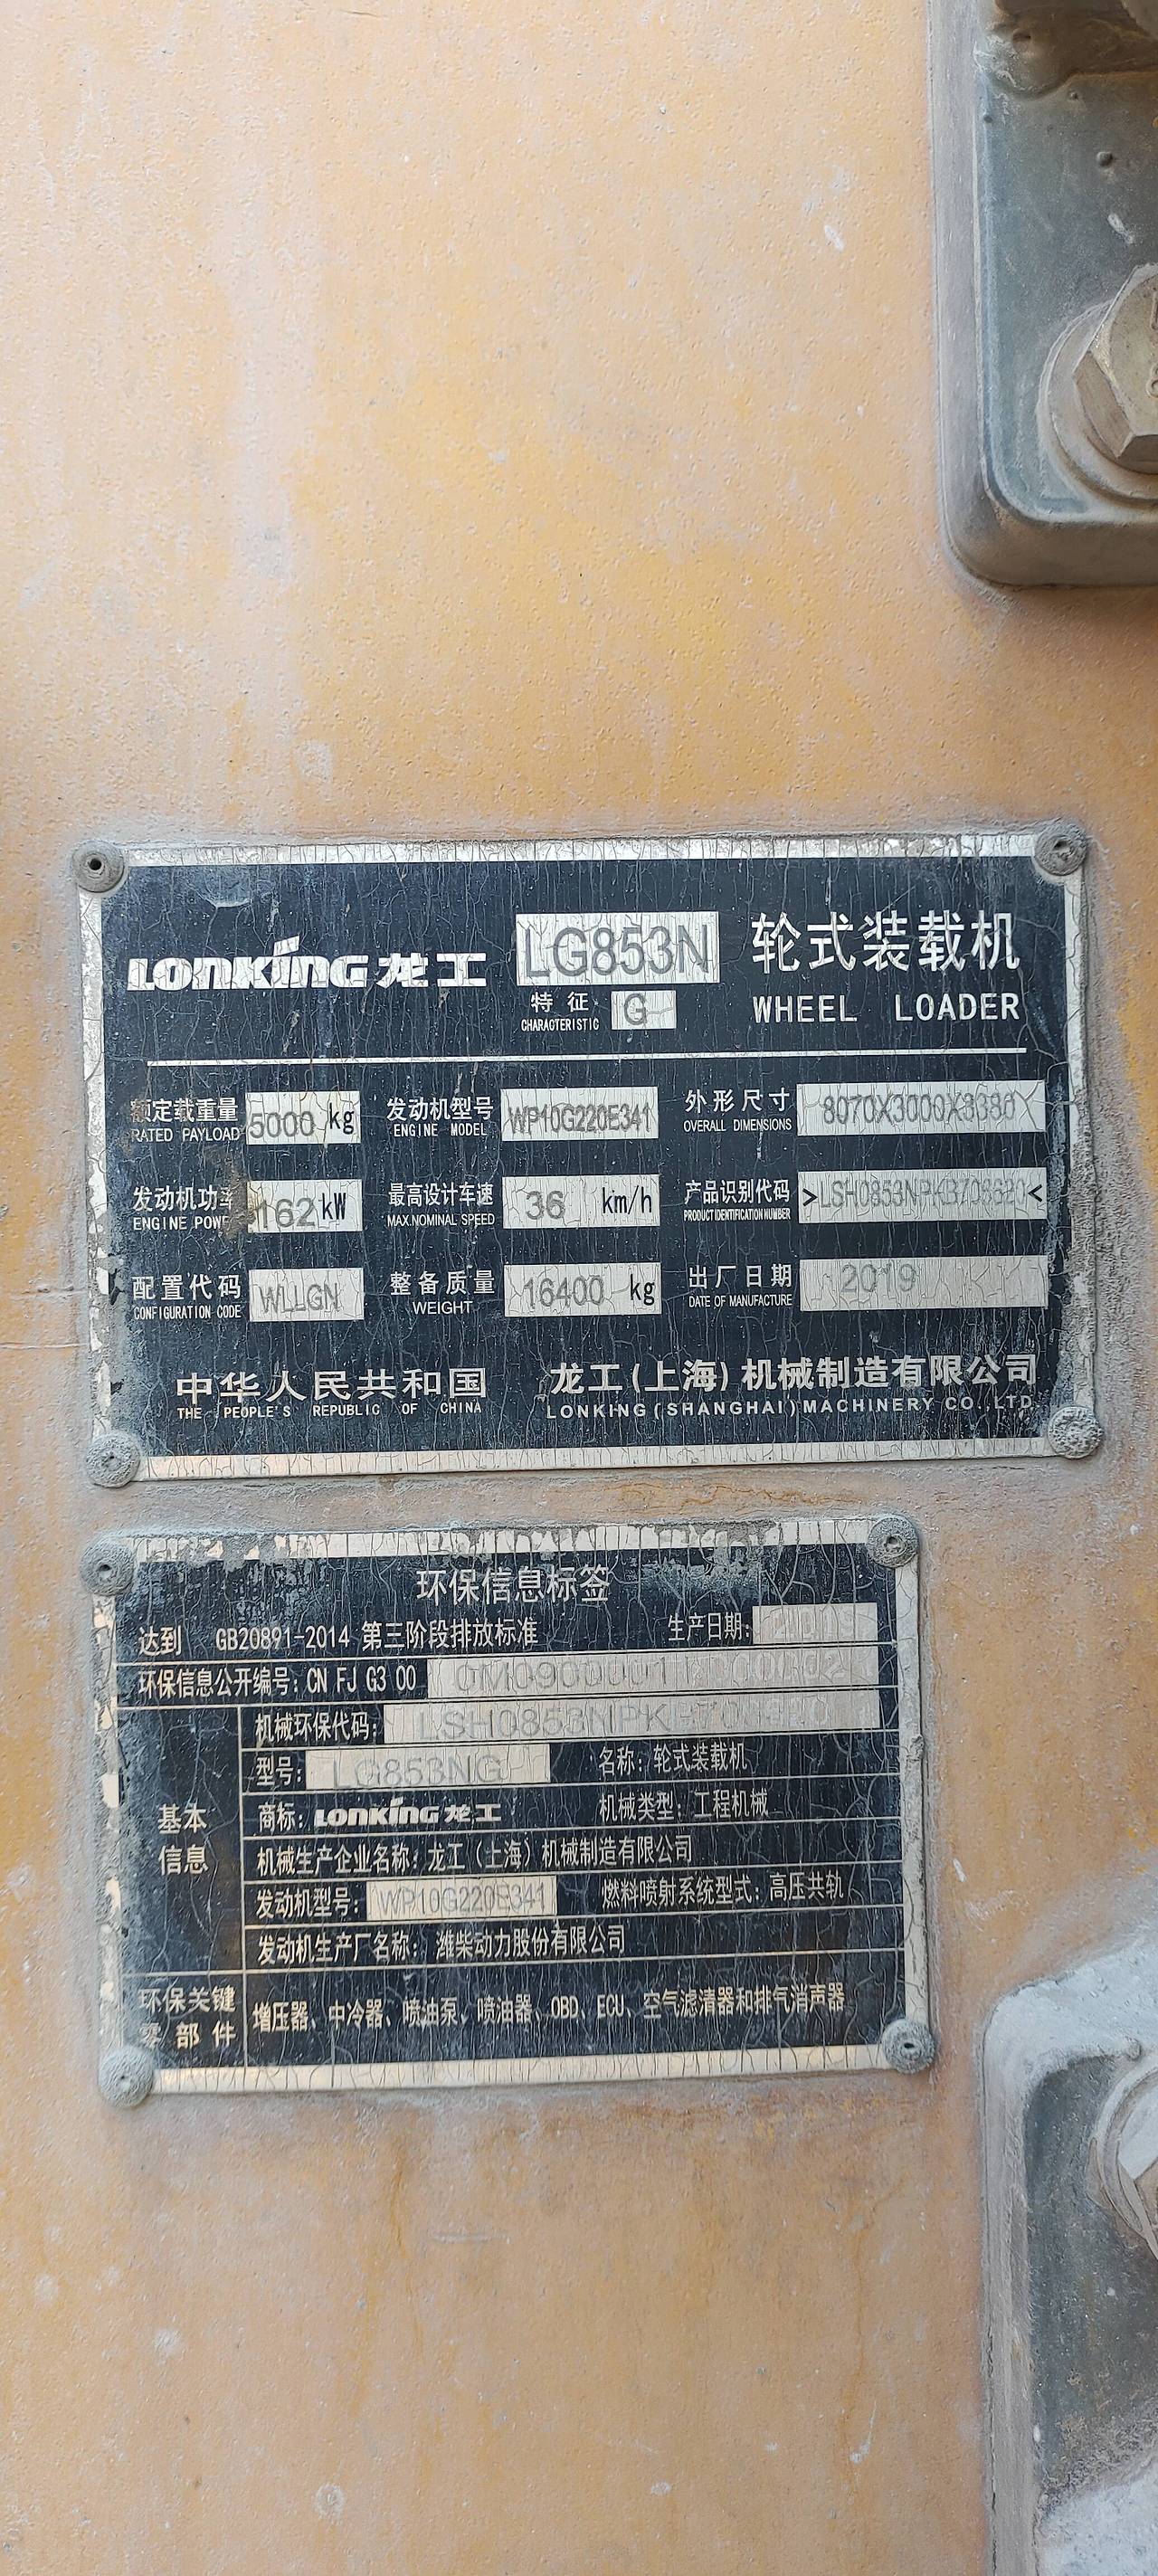 LONKING 龙工 LG853N 轮式装载机
特征 G WHEEL LOADER
CHARACTERISTIC
额定载重量 5000 kg 发动机型号 WP10G220E341 外形尺寸
RATED PAYLOAD ENGINE MODEL OVERALL DIMENSIONS
发动机功率 162 kW 最高设计车速 36 km/h 产品识别代码
ENGINE POWER MAX.NOMINAL SPEED PRODUCT IDENTIFICATION NUMBER
配置代码 WLLGN 整备质量 16400 kg 出厂日期 2019
CONFIGURATION CODE WEIGHT DATE OF MANUFACTURE
中华人民共和国 龙工(上海)机械制造有限公司
THE PEOPLE'S REPUBLIC OF CHINA LONKING(SHANGHAI)MACHINERY CO.,LTD.
环保信息标签
达到 GB20891-2014 第三阶段排放标准 生产日期:
环保信息公开编号: CN FJ G3 00
机械环保代码:
型号: LG853NG 名称: 轮式装载机
商标: LONKING 龙工 机械类型: 工程机械
基本
信息
机械生产企业名称: 龙工(上海)机械制造有限公司
发动机型号: WP10G220E341 燃料喷射系统型式: 高压共轨
发动机生产厂名称: 潍柴动力股份有限公司
环保关键
零部件
增压器、中冷器、喷油泵、喷油器、OBD、ECU、空气滤清器和排气消声器